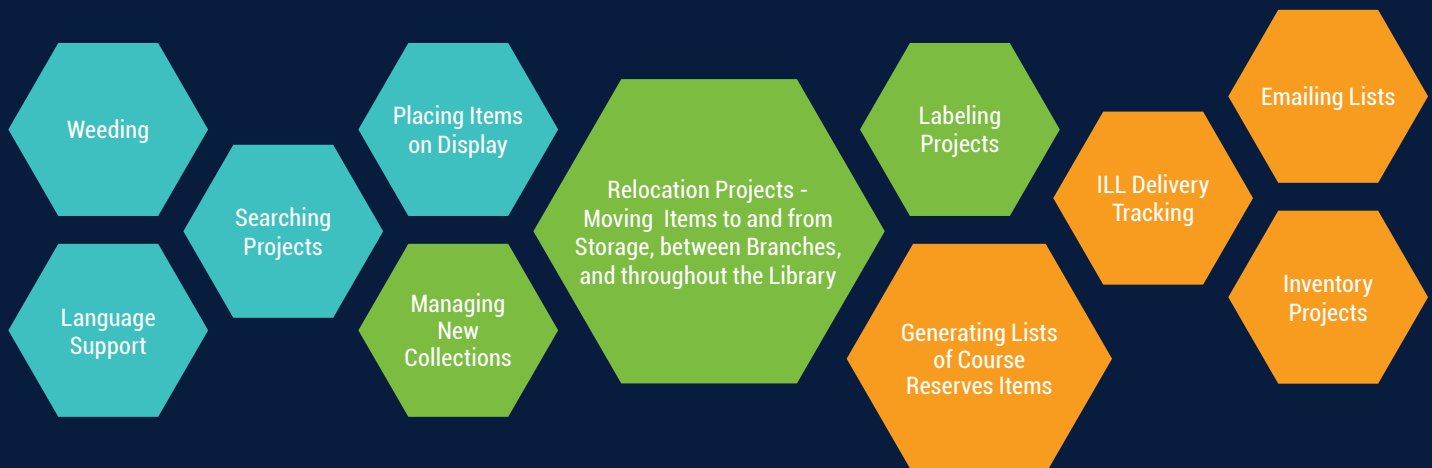 Weeding
Language
Support
Searching
Projects
Placing Items
on Display
Managing
New
Collections
Relocation Projects -
Moving Items to and from
Storage, between Branches,
and throughout the Library
Labeling
Projects
Generating Lists
of Course
Reserves Items
ILL Delivery
Tracking
Emailing Lists
Inventory
Projects